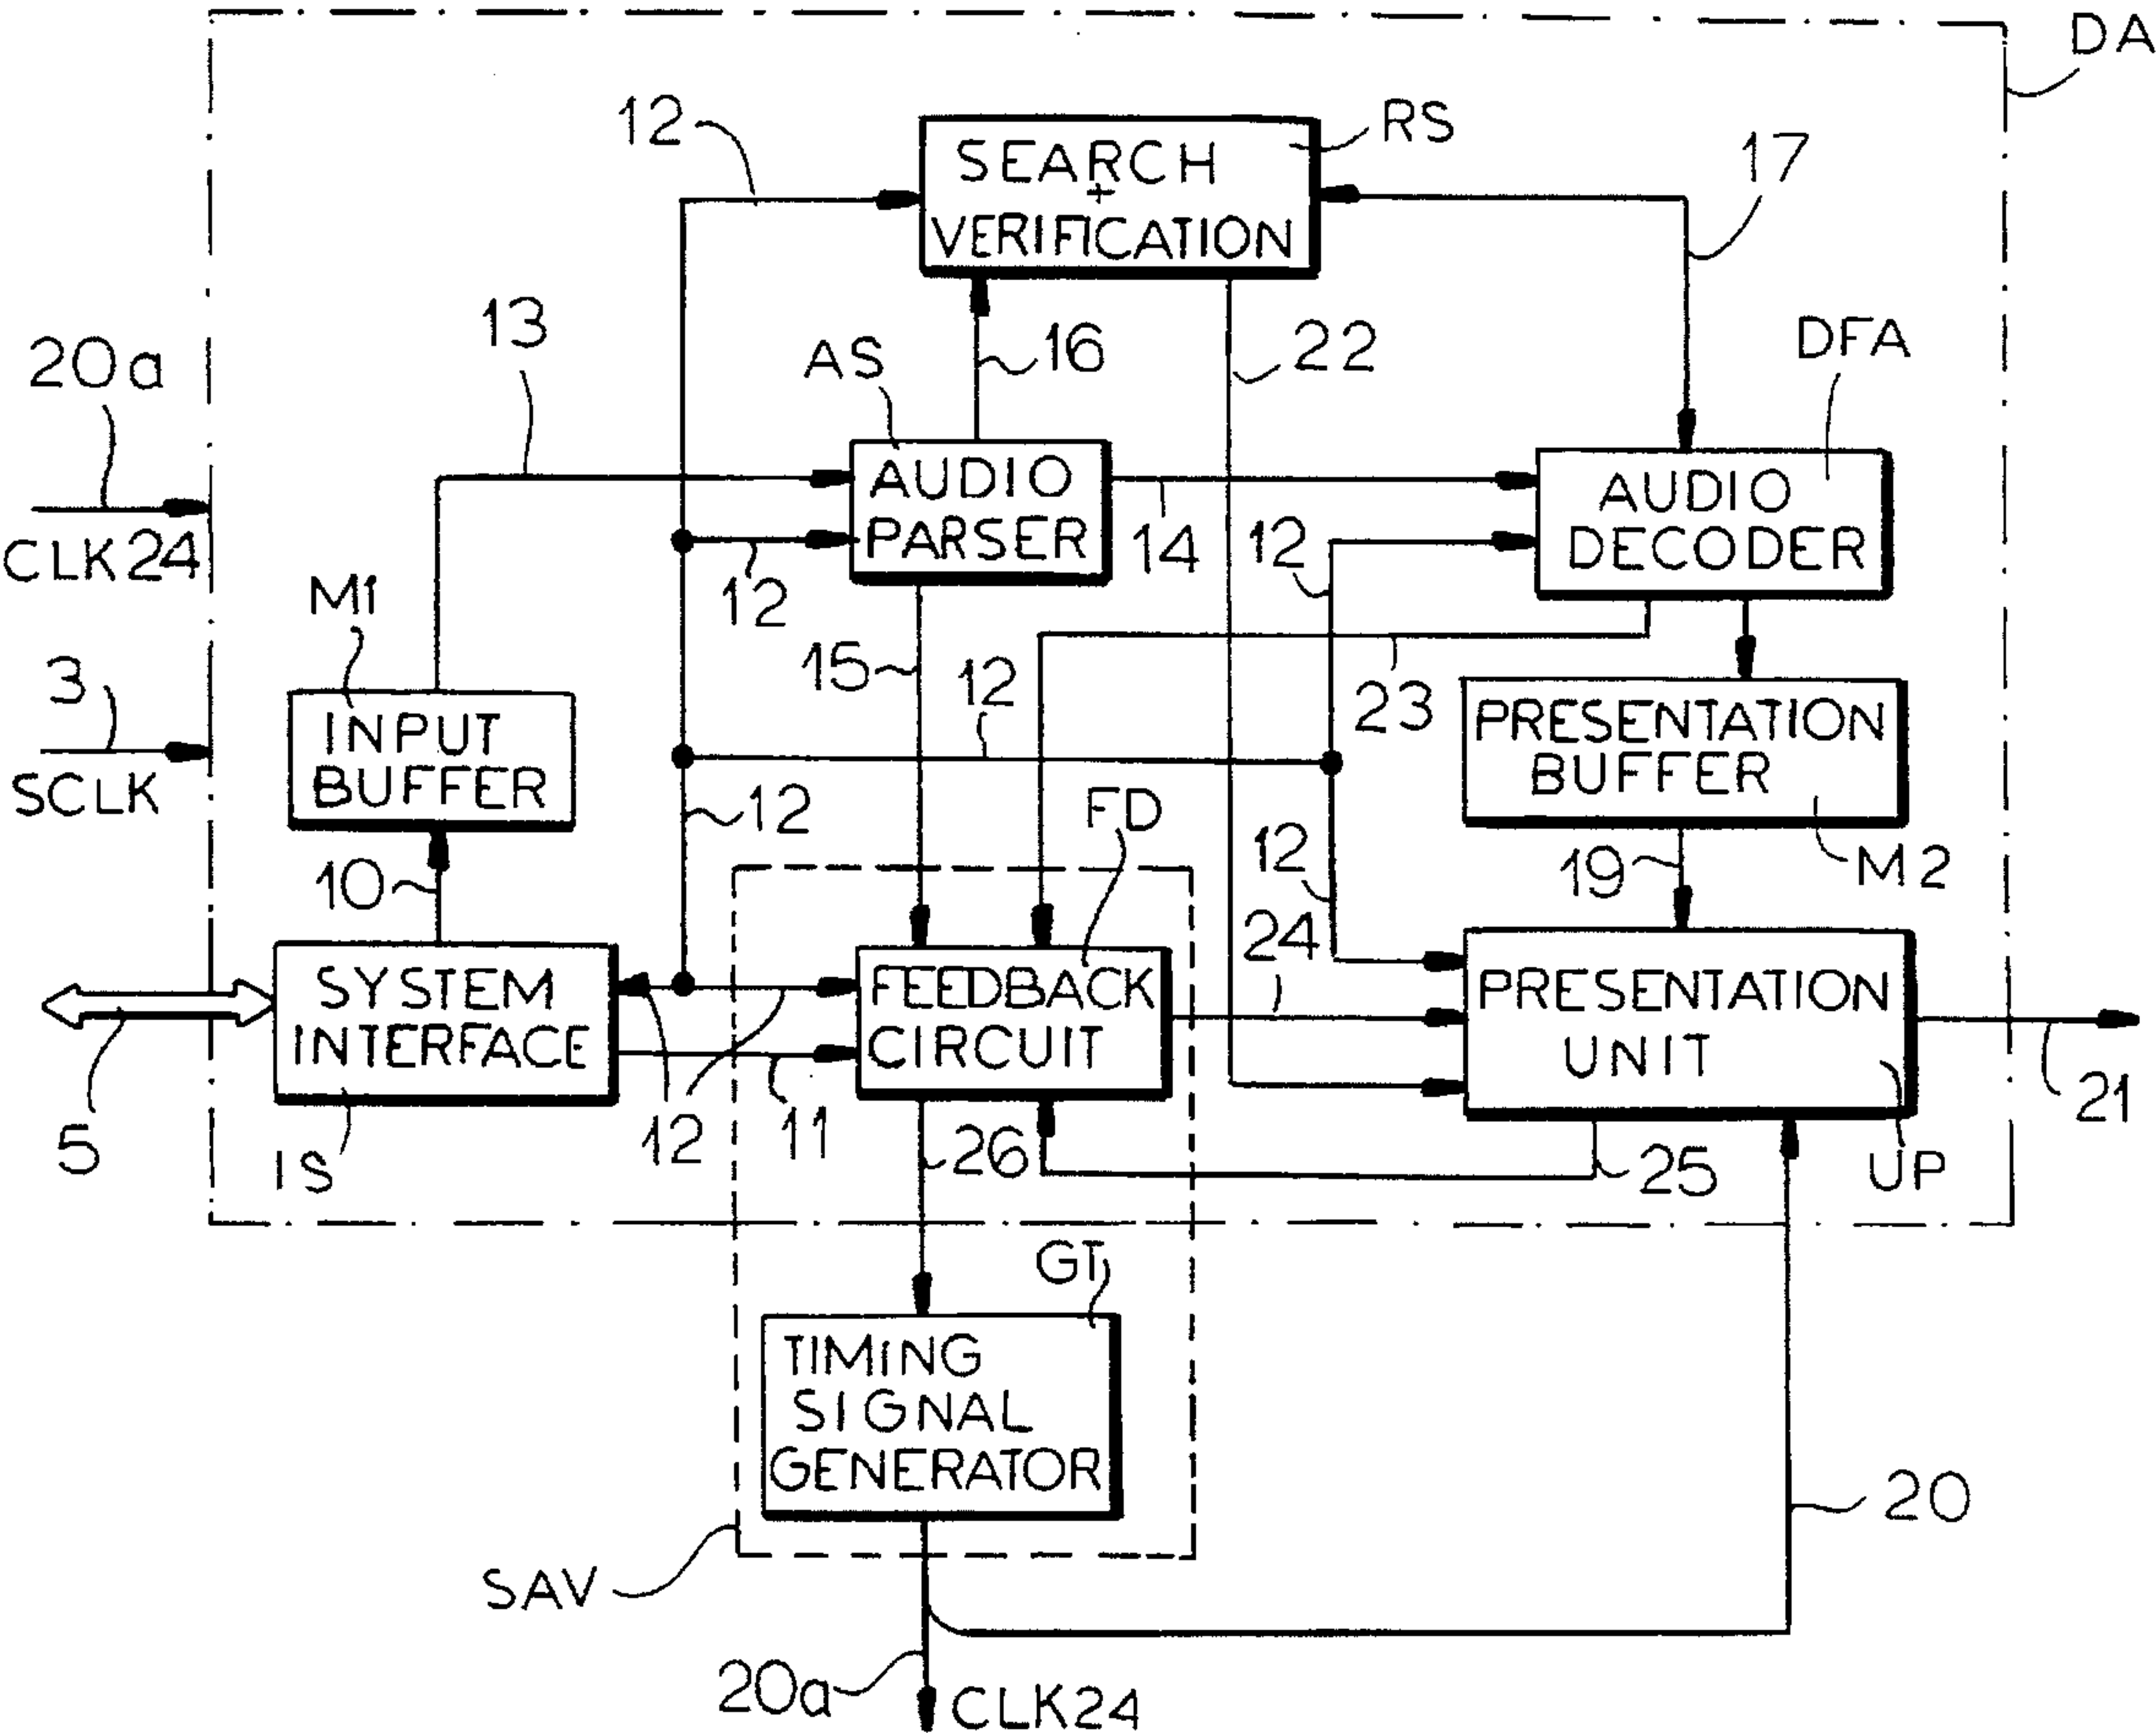 DA
12
SEARCH
+
VERIFICATION
RS
17
13
20a
AS
16
22
DFA
CLK24
AUDIO
PARSER
14
12
AUDIO
DECODER
M1
12
3
15
12
23
SCLK
INPUT
BUFFER
PRESENTATION
BUFFER
12
FD
12
10
19
M2
24
SYSTEM
INTERFACE
FEEDBACK
CIRCUIT
PRESENTATION
UNIT
5
IS
12
11
26
25
UP
21
GT
TIMING
SIGNAL
GENERATOR
20
SAV
20a
CLK24